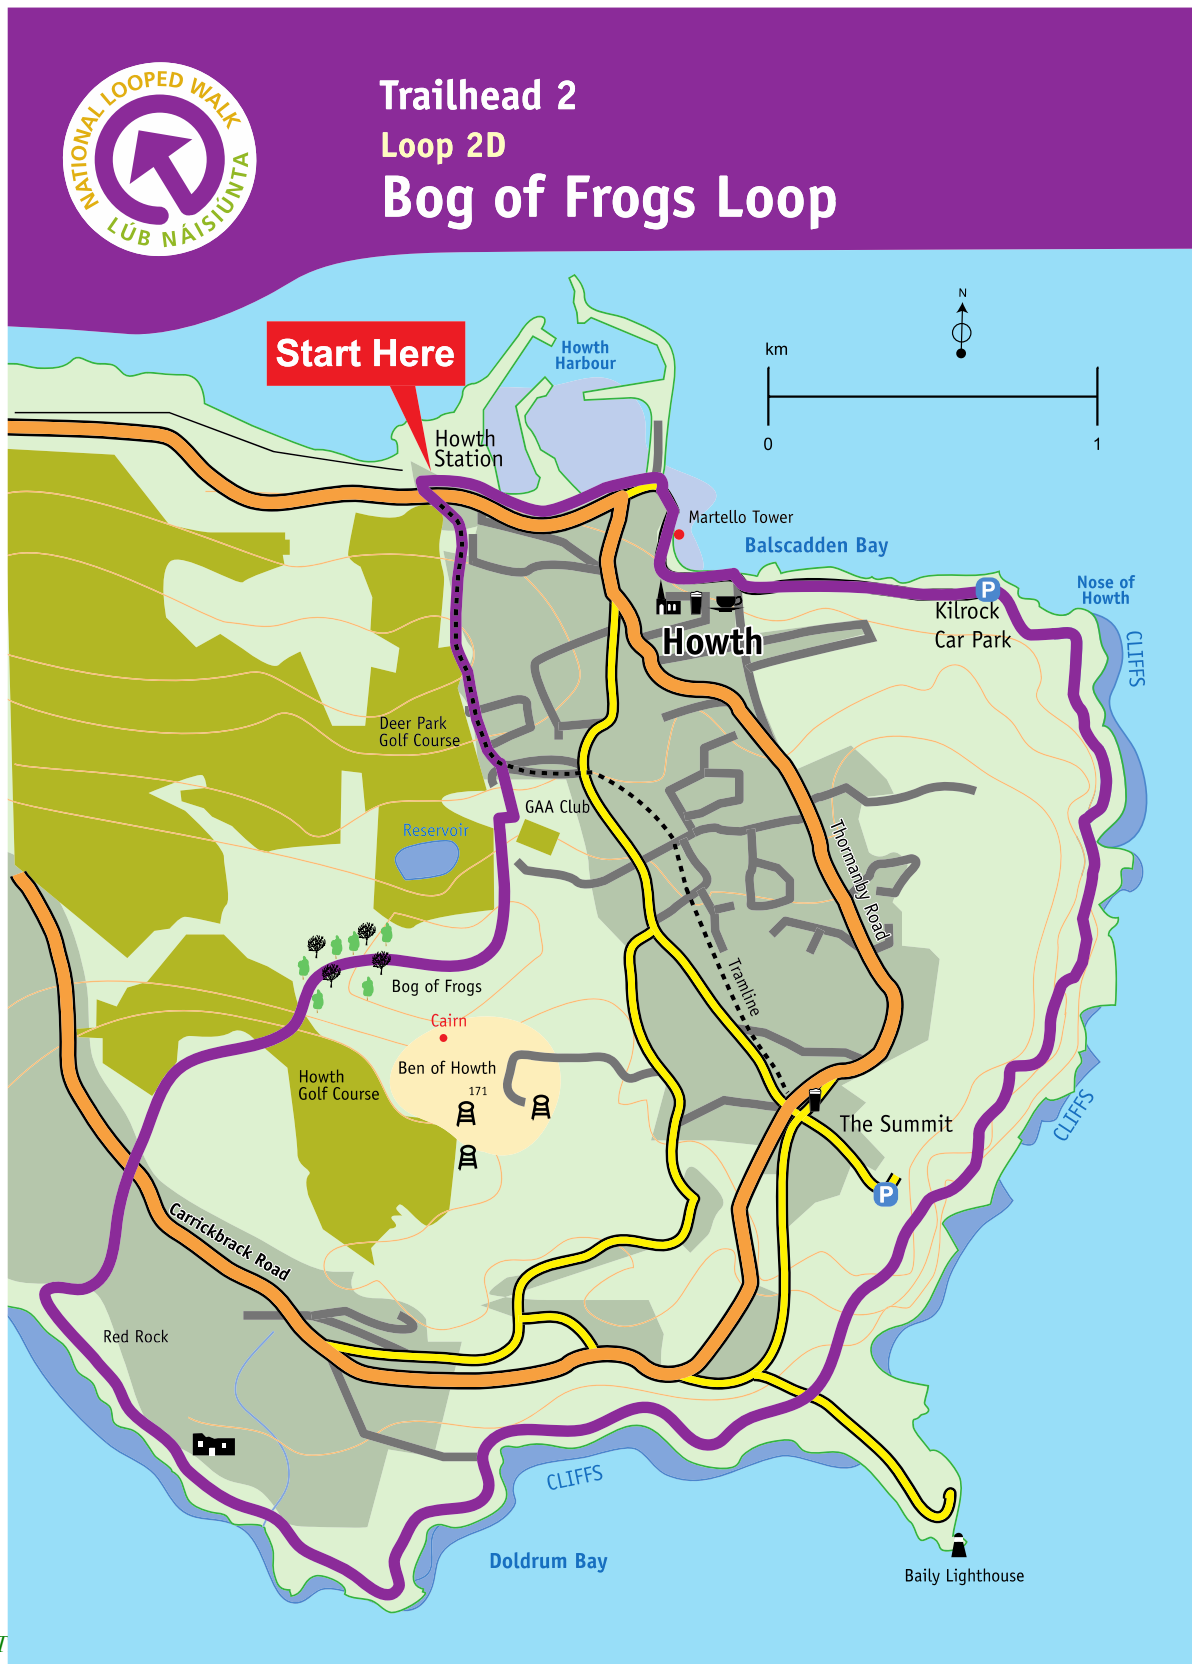 NATIONAL LOOPED WALK
LÚB NÁISIÚNTA
Trailhead 2
Loop 2D
Bog of Frogs Loop
Start Here
Howth
Harbour
N
km
0
1
Howth
Station
Martello Tower
Balscadden Bay
Nose of
Howth
P
Kilrock
Car Park
CLIFFS
Howth
Deer Park
Golf Course
GAA Club
Reservoir
Thormanby Road
Tramline
Bog of Frogs
Cairn
Ben of Howth
171
Howth
Golf Course
The Summit
CLIFFS
P
Carrickbrack Road
Red Rock
CLIFFS
Doldrum Bay
Baily Lighthouse